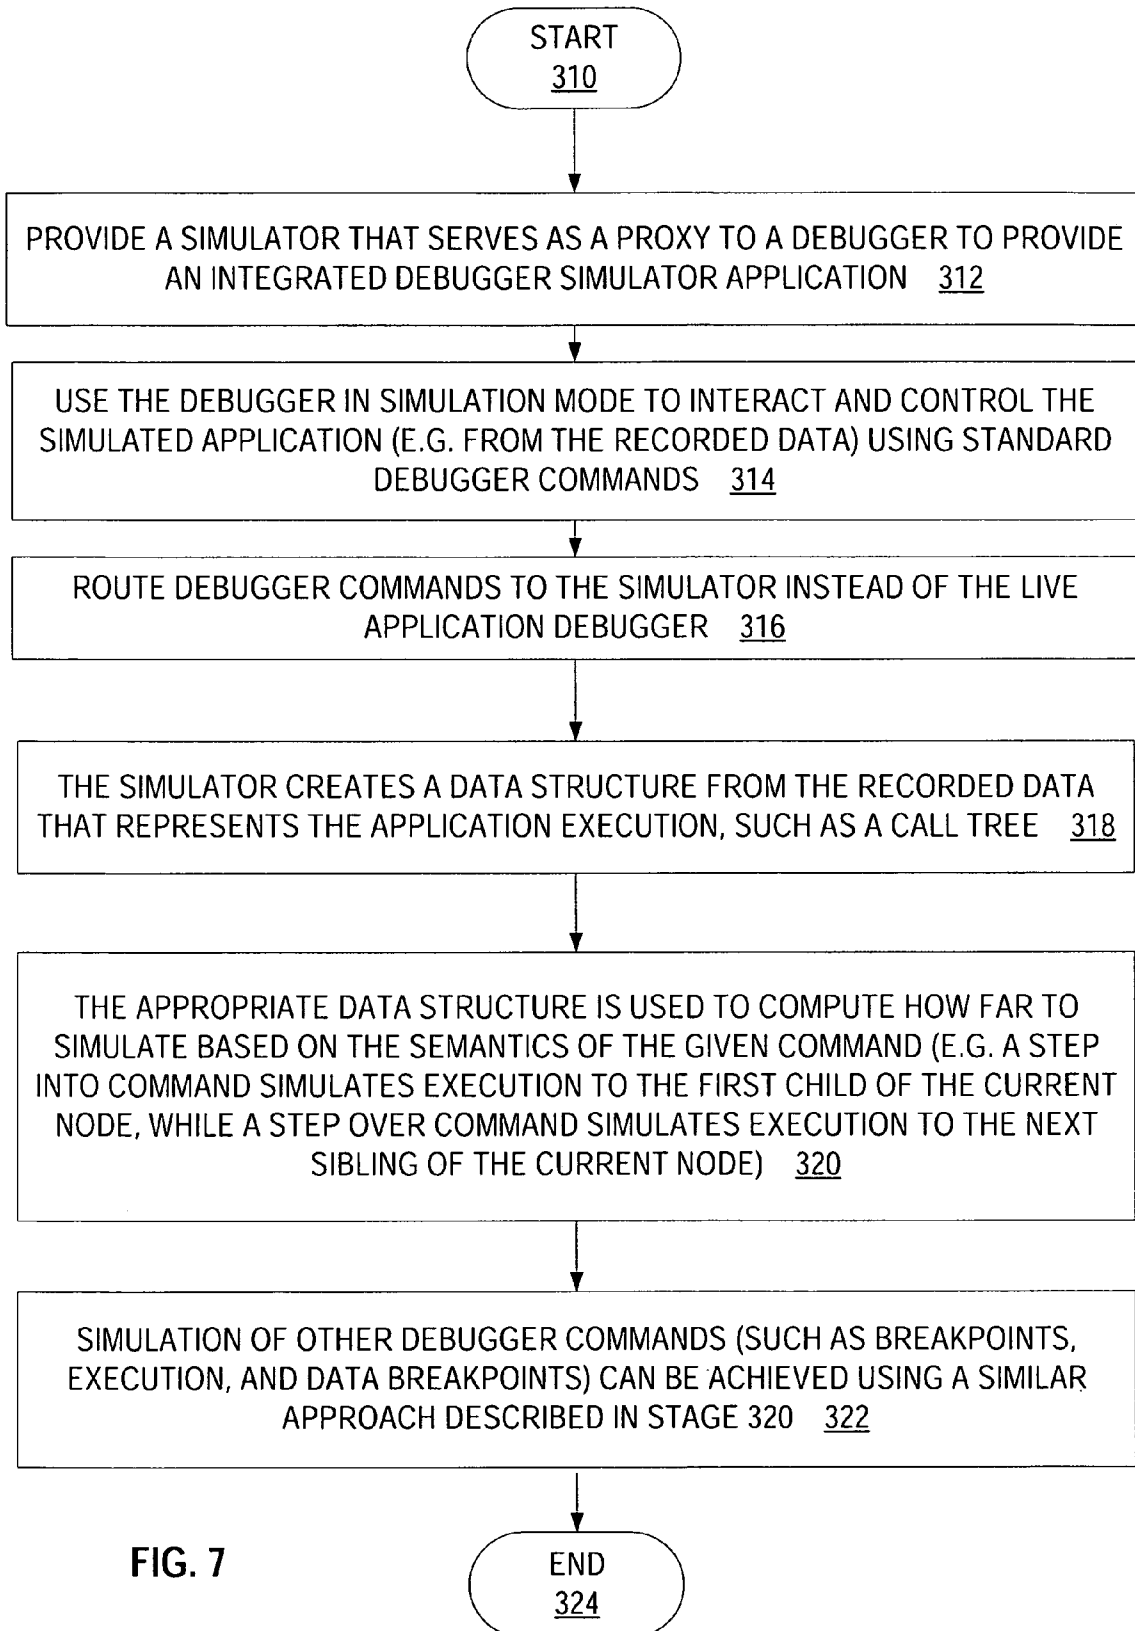 START
310
PROVIDE A SIMULATOR THAT SERVES AS A PROXY TO A DEBUGGER TO PROVIDE
AN INTEGRATED DEBUGGER SIMULATOR APPLICATION 312
USE THE DEBUGGER IN SIMULATION MODE TO INTERACT AND CONTROL THE
SIMULATED APPLICATION (E.G. FROM THE RECORDED DATA) USING STANDARD
DEBUGGER COMMANDS 314
ROUTE DEBUGGER COMMANDS TO THE SIMULATOR INSTEAD OF THE LIVE
APPLICATION DEBUGGER 316
THE SIMULATOR CREATES A DATA STRUCTURE FROM THE RECORDED DATA
THAT REPRESENTS THE APPLICATION EXECUTION, SUCH AS A CALL TREE 318
THE APPROPRIATE DATA STRUCTURE IS USED TO COMPUTE HOW FAR TO
SIMULATE BASED ON THE SEMANTICS OF THE GIVEN COMMAND (E.G. A STEP
INTO COMMAND SIMULATES EXECUTION TO THE FIRST CHILD OF THE CURRENT
NODE, WHILE A STEP OVER COMMAND SIMULATES EXECUTION TO THE NEXT
SIBLING OF THE CURRENT NODE) 320
SIMULATION OF OTHER DEBUGGER COMMANDS (SUCH AS BREAKPOINTS,
EXECUTION, AND DATA BREAKPOINTS) CAN BE ACHIEVED USING A SIMILAR
APPROACH DESCRIBED IN STAGE 320 322
END
324
FIG. 7